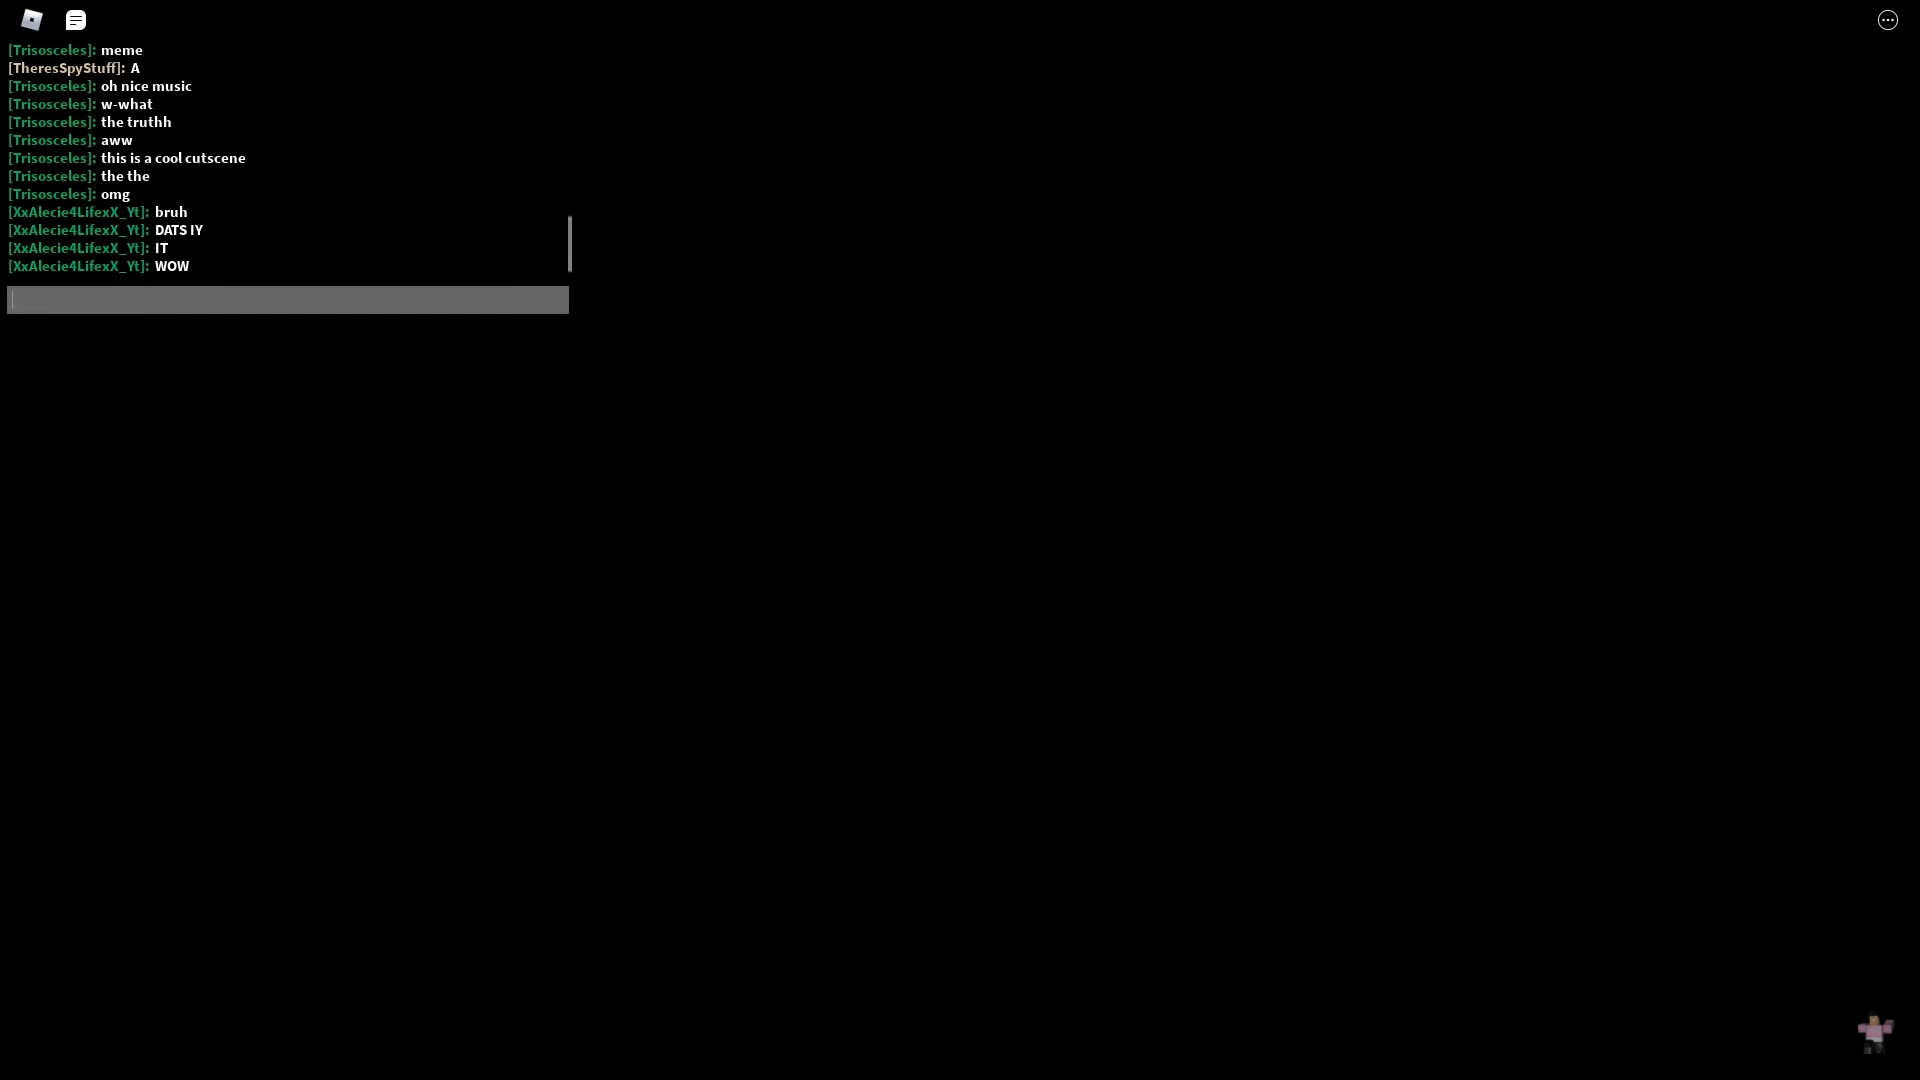 [Trisosceles]: meme
[TheresSpyStuff]: A
[Trisosceles]: oh nice music
[Trisosceles]: w-what
[Trisosceles]: the truthh
[Trisosceles]: aww
[Trisosceles]: this is a cool cutscene
[Trisosceles]: the the
[Trisosceles]: omg
[XxAlecie4LifexX_Yt]: bruh
[XxAlecie4LifexX_Yt]: DATS IY
[XxAlecie4LifexX_Yt]: IT
[XxAlecie4LifexX_Yt]: WOW